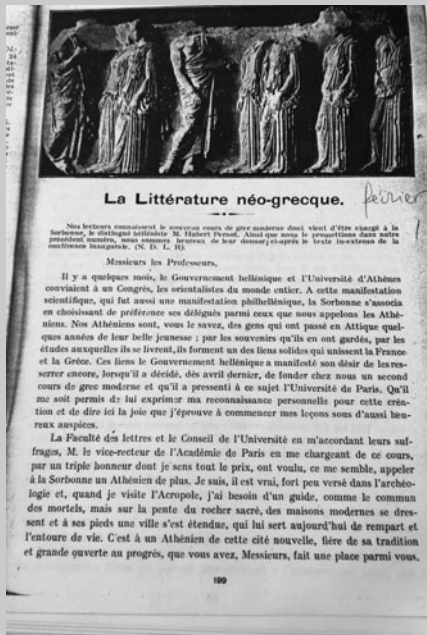 La Littérature néo-grecque.
février
Nos lecteurs connaissent le nouveau cours de grec moderne dont vient d'être chargé à la
Sorbonne, le distingué helléniste M. Hubert Pernot. Ainsi que nous le promettions dans notre
précédent numéro, nous sommes heureux de leur donner ci-après le texte in-extenso de la
conférence inaugurale. (N. D. L. R).
Messieurs les Professeurs,
Il y a quelques mois, le Gouvernement hellénique et l'Université d'Athènes
conviaient à un Congrès, les orientalistes du monde entier. A cette manifestation
scientifique, qui fut aussi une manifestation philhellénique, la Sorbonne s'associa
en choisissant de préférence ses délégués parmi ceux que nous appelons les Athé-
niens. Nos Athéniens sont, vous le savez, des gens qui ont passé en Attique quel-
ques années de leur belle jeunesse ; par les souvenirs qu'ils en ont gardés, par les
études auxquelles ils se livrent, ils forment un des liens solides qui unissent la France
et la Grèce. Ces liens le Gouvernement hellénique a manifesté son désir de les res-
serrer encore, lorsqu'il a décidé, dès avril dernier, de fonder chez nous un second
cours de grec moderne et qu'il a pressenti à ce sujet l'Université de Paris. Qu'il
me soit permis de lui exprimer ma reconnaissance personnelle pour cette créa-
tion et de dire ici la joie que j'éprouve à commencer mes leçons sous d'aussi heu-
reux auspices.
La Faculté des lettres et le Conseil de l'Université en m'accordant leurs suf-
frages, M. le vice-recteur de l'Académie de Paris en me chargeant de ce cours,
par un triple honneur dont je sens tout le prix, ont voulu, ce me semble, appeler
à la Sorbonne un Athénien de plus. Je suis, il est vrai, fort peu versé dans l'archéo-
logie et, quand je visite l'Acropole, j'ai besoin d'un guide, comme le commun
des mortels, mais sur la pente du rocher sacré, des maisons modernes se dres-
sent et à ses pieds une ville s'est étendue, qui lui sert aujourd'hui de rempart et
l'entoure de vie. C'est à un Athénien de cette cité nouvelle, fière de sa tradition
et grande ouverte au progrès, que vous avez, Messieurs, fait une place parmi vous.
199